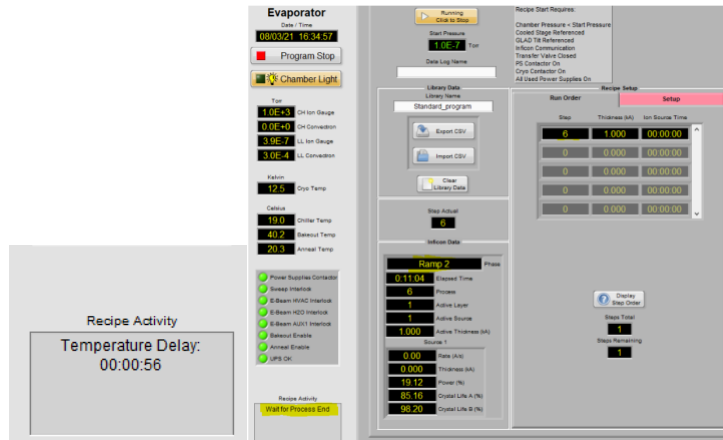 Recipe Activity
Temperature Delay:
00:00:56
Evaporator
Date / Time
08/03/21 16:34:57
Program Stop
Chamber Light
Torr
1.0E+3 CH Ion Gauge
0.0E+0 CH Convectron
3.9E-7 LL Ion Gauge
3.0E-4 LL Convectron
Kelvin
12.5 Cryo Temp
Celsius
19.0 Chiller Temp
40.2 Bakeout Temp
20.3 Anneal Temp
Power Supplies Contactor
Sweep Interlock
E-Beam HVAC Interlock
E-Beam H2O Interlock
E-Beam AUX1 Interlock
Bakeout Enable
Anneal Enable
UPS OK
Recipe Activity
Wait for Process End
Running
Click to Stop
Start Pressure
1.0E-7 Torr
Data Log Name
Library Data
Library Name
Standard_program
Export CSV
Import CSV
Clear
Library Data
Step Actual
6
Infiсon Data
Ramp 2 Phase
0:11:04 Elapsed Time
6 Process
1 Active Layer
1 Active Source
1.000 Active Thickness (kA)
Source 1
0.00 Rate (A/s)
0.000 Thickness (kA)
19.12 Power (%)
85.16 Crystal Life A (%)
98.20 Crystal Life B (%)
Recipe Start Requires:
Chamber Pressure < Start Pressure
Cooled Stage Referenced
GLAD Tilt Referenced
Inficon Communication
Transfer Valve Closed
PS Contactor On
Cryo Contactor On
All Used Power Supplies On
Recipe Setup
Run Order Setup
Step Thickness (kA) Ion Source Time
6 1.000 00:00:00
0 0.000 00:00:00
0 0.000 00:00:00
0 0.000 00:00:00
0 0.000 00:00:00
Display
Step Order
Steps Total
1
Steps Remaining
1